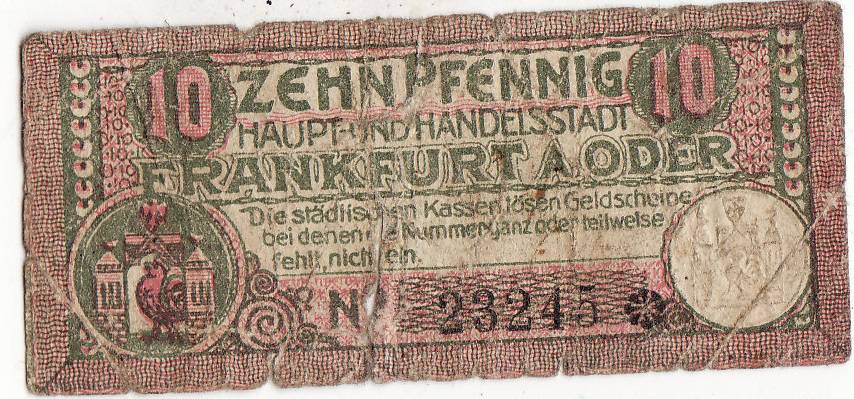 10 ZEHN PFENNIG 10
HAUPT-UND HANDELSSTADT
FRANKFURT A ODER
Die städtischen Kassen lösen Geldscheine
bei denen die Nummer ganz oder teilweise
fehlt, nicht ein.
No 23245